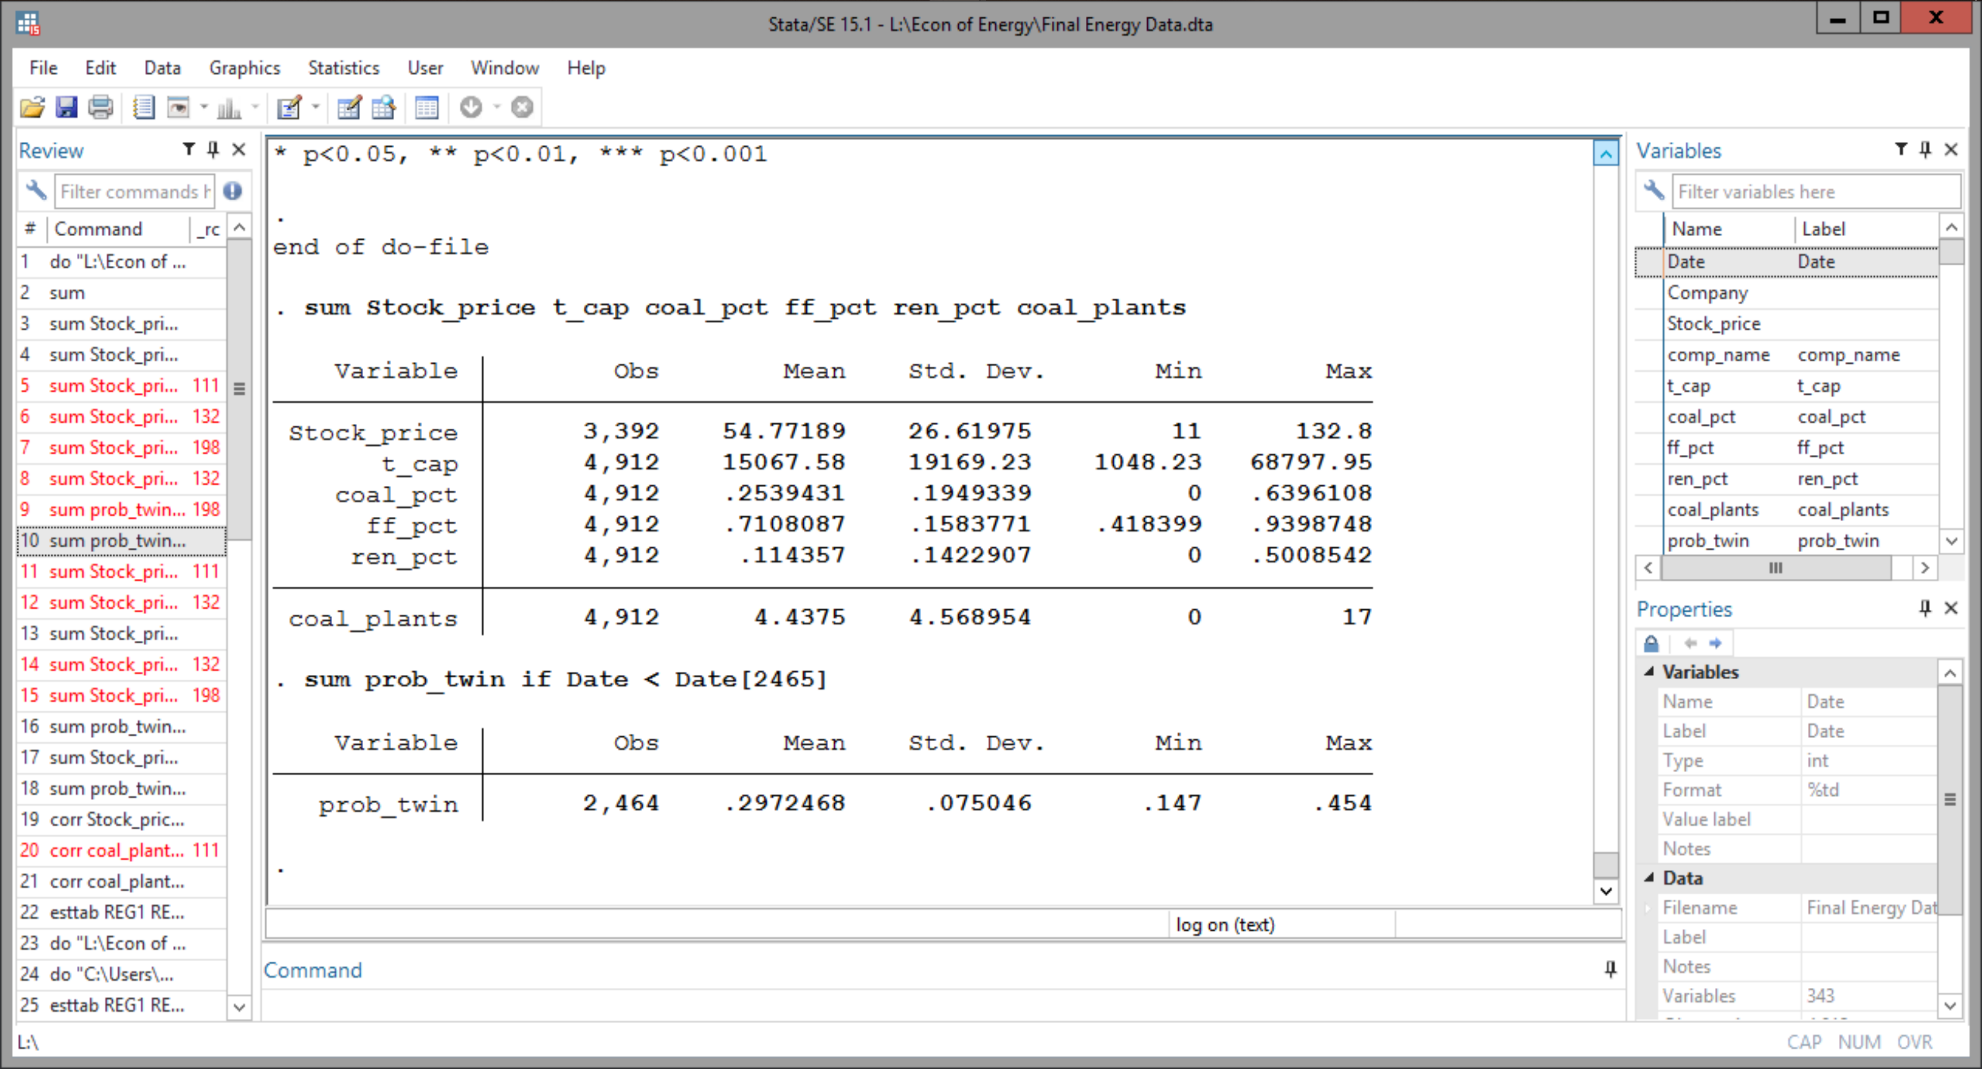 Stata/SE 15.1 - L:\Econ of Energy\Final Energy Data.dta
File Edit Data Graphics Statistics User Window Help
Review
Filter commands h
# Command _rc
1 do "L:\Econ of ...
2 sum
3 sum Stock_pri...
4 sum Stock_pri...
5 sum Stock_pri... 111
6 sum Stock_pri... 132
7 sum Stock_pri... 198
8 sum Stock_pri... 132
9 sum prob_twin... 198
10 sum prob_twin...
11 sum Stock_pri... 111
12 sum Stock_pri... 132
13 sum Stock_pri...
14 sum Stock_pri... 132
15 sum Stock_pri... 198
16 sum prob_twin...
17 sum Stock_pri...
18 sum prob_twin...
19 corr Stock_pric...
20 corr coal_plant... 111
21 corr coal_plant...
22 esttab REG1 RE...
23 do "L:\Econ of ...
24 do "C:\Users\...
25 esttab REG1 RE...
* p<0.05, ** p<0.01, *** p<0.001
.
end of do-file
. sum Stock_price t_cap coal_pct ff_pct ren_pct coal_plants
Variable Obs Mean Std. Dev. Min Max
Stock_price 3,392 54.77189 26.61975 11 132.8
t_cap 4,912 15067.58 19169.23 1048.23 68797.95
coal_pct 4,912 .2539431 .1949339 0 .6396108
ff_pct 4,912 .7108087 .1583771 .418399 .9398748
ren_pct 4,912 .114357 .1422907 0 .5008542
coal_plants 4,912 4.4375 4.568954 0 17
. sum prob_twin if Date < Date[2465]
Variable Obs Mean Std. Dev. Min Max
prob_twin 2,464 .2972468 .075046 .147 .454
.
log on (text)
Command
Variables
Filter variables here
Name Label
Date Date
Company
Stock_price
comp_name comp_name
t_cap t_cap
coal_pct coal_pct
ff_pct ff_pct
ren_pct ren_pct
coal_plants coal_plants
prob_twin prob_twin
Properties
Variables
Name Date
Label Date
Type int
Format %td
Value label
Notes
Data
Filename Final Energy Dat
Label
Notes
Variables 343
L:\
CAP NUM OVR